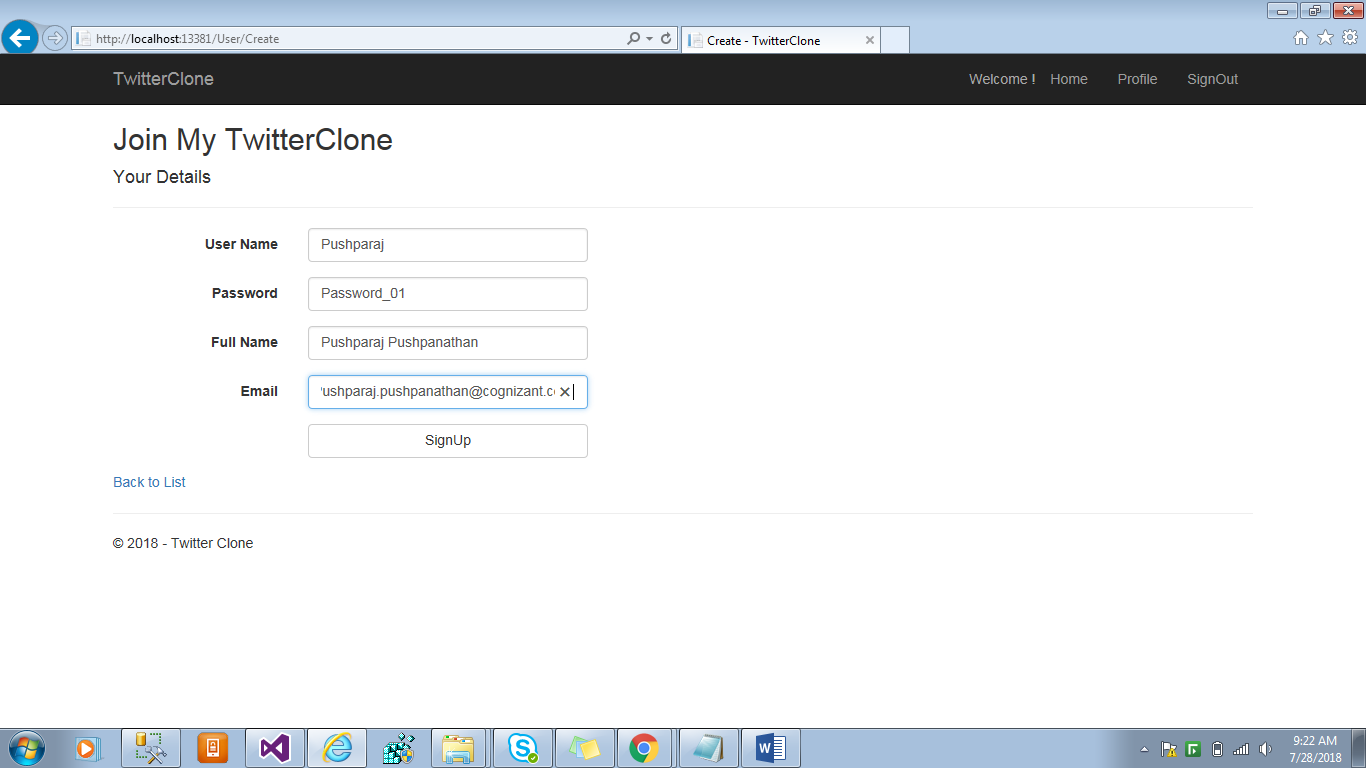 http://localhost:13381/User/Create
Create - TwitterClone
TwitterClone
Welcome ! Home Profile SignOut
Join My TwitterClone
Your Details
User Name Pushparaj
Password Password_01
Full Name Pushparaj Pushpanathan
Email ushparaj.pushpanathan@cognizant.c
SignUp
Back to List
© 2018 - Twitter Clone
9:22 AM
7/28/2018